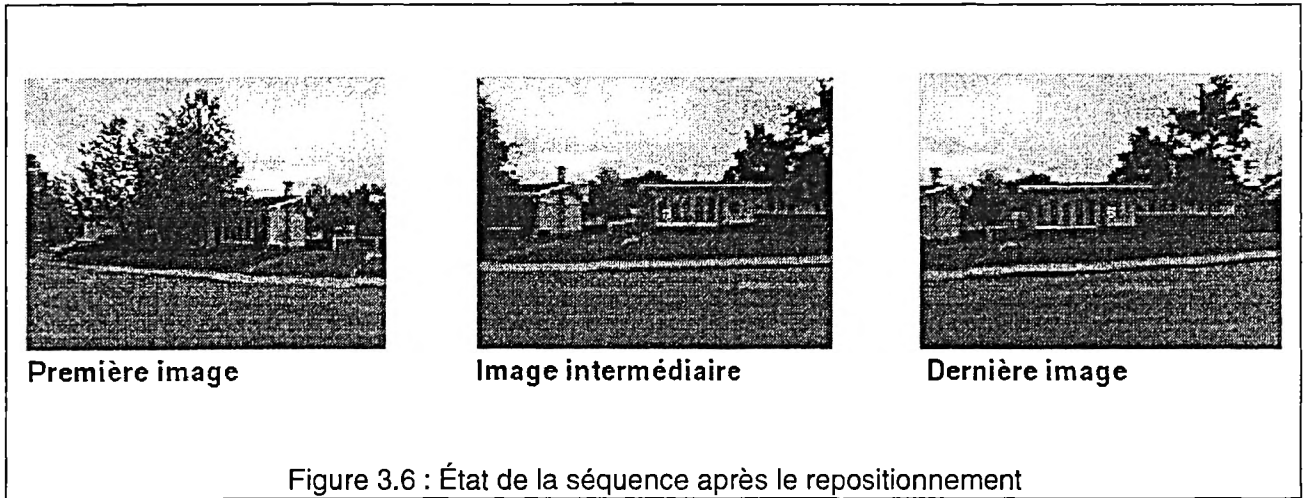 Première image
Image intermédiaire
Dernière image
Figure 3.6 : État de la séquence après le repositionnement